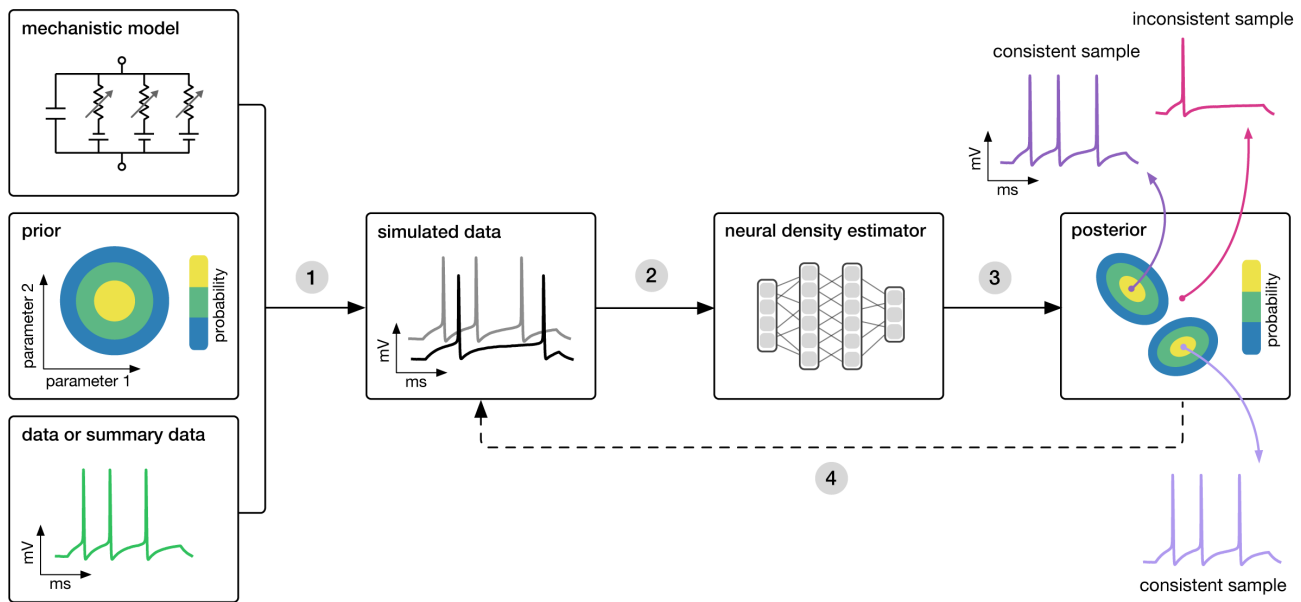 mechanistic model
prior
parameter 2
parameter 1
probability
data or summary data
mV
ms
1
simulated data
mV
ms
2
neural density estimator
3
4
posterior
probability
consistent sample
mV
ms
inconsistent sample
consistent sample